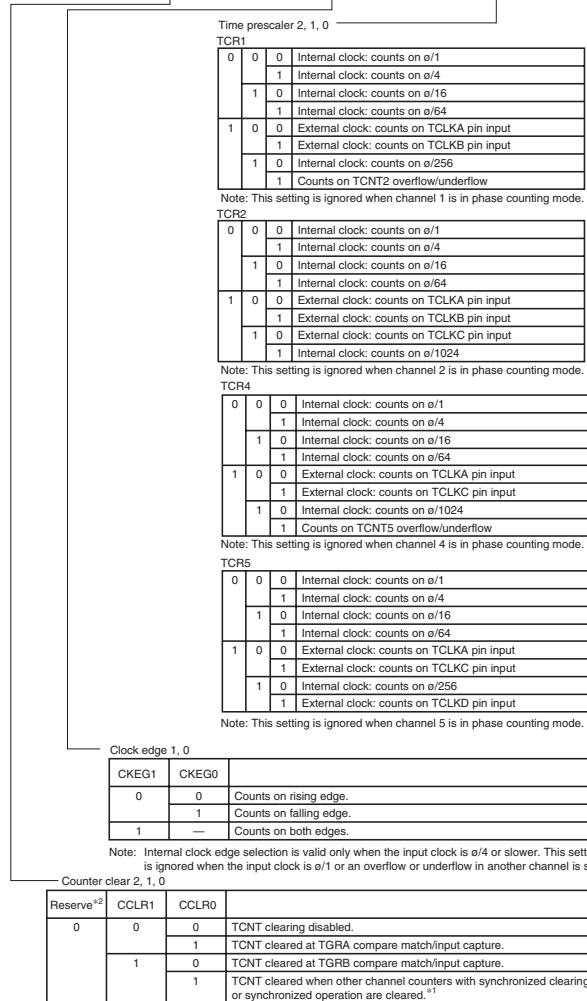 Time prescaler 2, 1, 0
TCR1
0 0 0 Internal clock: counts on ø/1
1 Internal clock: counts on ø/4
1 0 Internal clock: counts on ø/16
1 Internal clock: counts on ø/64
1 0 0 External clock: counts on TCLKA pin input
1 External clock: counts on TCLKB pin input
1 0 Internal clock: counts on ø/256
1 Counts on TCNT2 overflow/underflow
Note: This setting is ignored when channel 1 is in phase counting mode.
TCR2
0 0 0 Internal clock: counts on ø/1
1 Internal clock: counts on ø/4
1 0 Internal clock: counts on ø/16
1 Internal clock: counts on ø/64
1 0 0 External clock: counts on TCLKA pin input
1 External clock: counts on TCLKB pin input
1 0 External clock: counts on TCLKC pin input
1 Internal clock: counts on ø/1024
Note: This setting is ignored when channel 2 is in phase counting mode.
TCR4
0 0 0 Internal clock: counts on ø/1
1 Internal clock: counts on ø/4
1 0 Internal clock: counts on ø/16
1 Internal clock: counts on ø/64
1 0 0 External clock: counts on TCLKA pin input
1 External clock: counts on TCLKC pin input
1 0 Internal clock: counts on ø/1024
1 Counts on TCNT5 overflow/underflow
Note: This setting is ignored when channel 4 is in phase counting mode.
TCR5
0 0 0 Internal clock: counts on ø/1
1 Internal clock: counts on ø/4
1 0 Internal clock: counts on ø/16
1 Internal clock: counts on ø/64
1 0 0 External clock: counts on TCLKA pin input
1 External clock: counts on TCLKC pin input
1 0 Internal clock: counts on ø/256
1 External clock: counts on TCLKD pin input
Note: This setting is ignored when channel 5 is in phase counting mode.
Clock edge 1, 0
CKEG1 CKEG0
0 0 Counts on rising edge.
1 Counts on falling edge.
1 — Counts on both edges.
Note: Internal clock edge selection is valid only when the input clock is ø/4 or slower. This
is ignored when the input clock is ø/1 or an overflow or underflow in another channel is
Counter clear 2, 1, 0
Reserve*2 CCLR1 CCLR0
0 0 0 TCNT clearing disabled.
1 TCNT cleared at TGRA compare match/input capture.
1 0 TCNT cleared at TGRB compare match/input capture.
1 TCNT cleared when other channel counters with synchronized clearing
or synchronized operation are cleared.*1